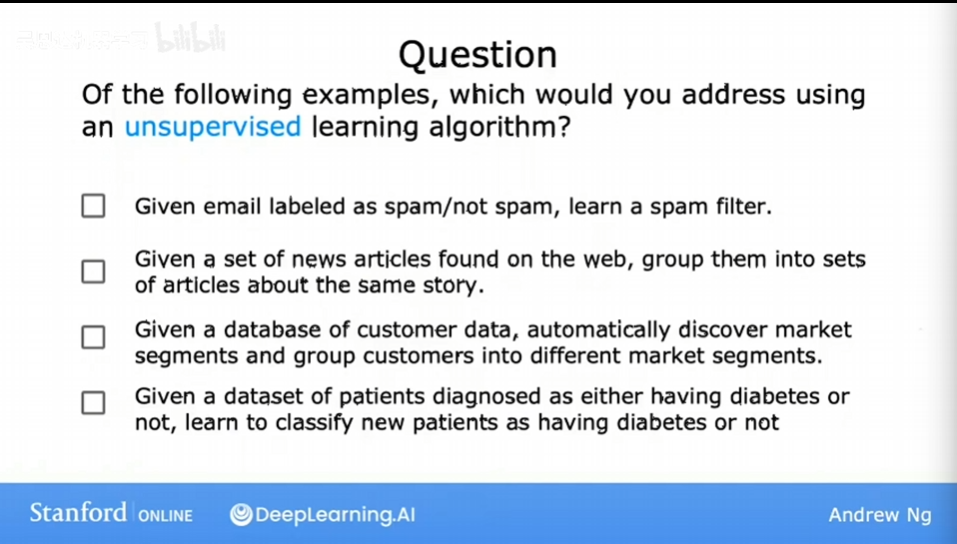 bilibili
Question
Of the following examples, which would you address using
an unsupervised learning algorithm?
Given email labeled as spam/not spam, learn a spam filter.
Given a set of news articles found on the web, group them into sets
of articles about the same story.
Given a database of customer data, automatically discover market
segments and group customers into different market segments.
Given a dataset of patients diagnosed as either having diabetes or
not, learn to classify new patients as having diabetes or not
Stanford ONLINE DeepLearning.AI Andrew Ng